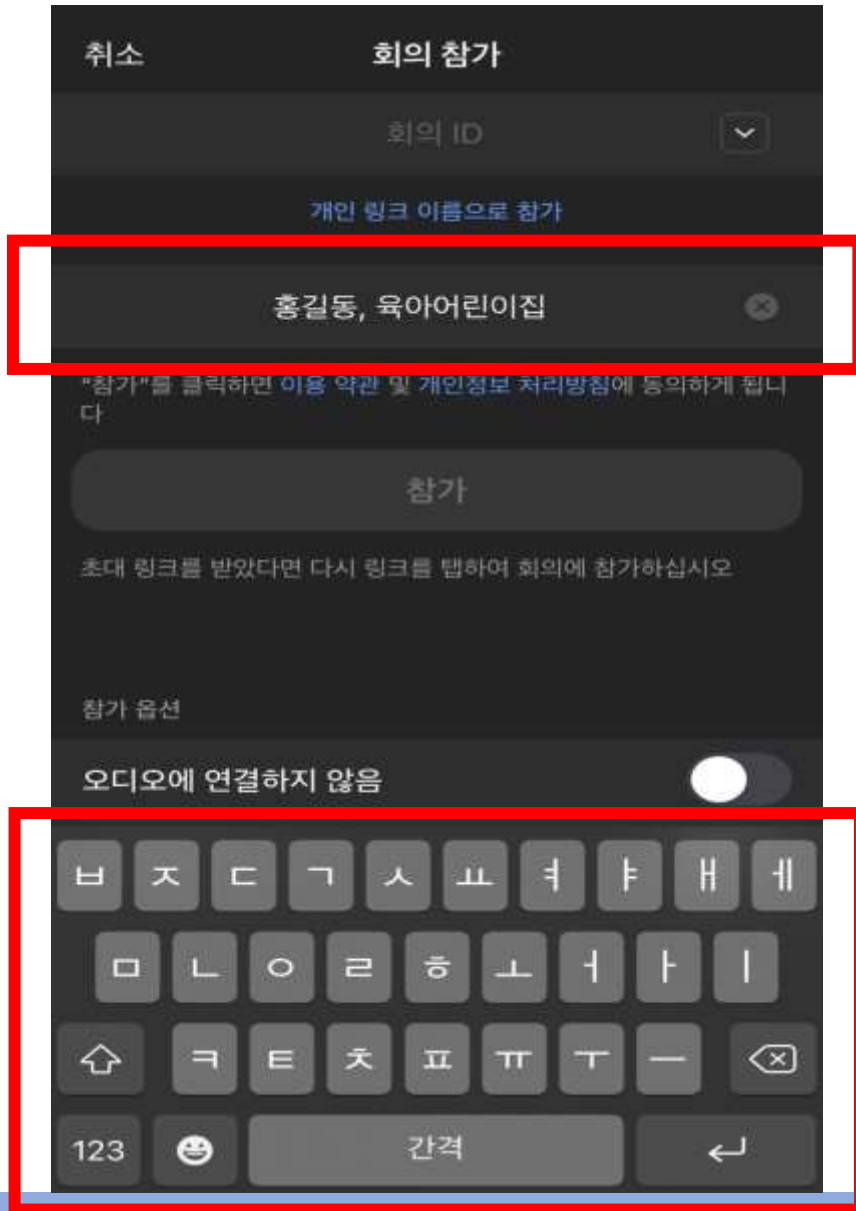 취소 회의 참가
회의 ID
개인 링크 이름으로 참가
홍길동, 육아어린이집
"참가"를 클릭하면 이용 약관 및 개인정보 처리방침에 동의하게 됩니
다
참가
초대 링크를 받았다면 다시 링크를 탭하여 회의에 참가하십시오
참가 옵션
오디오에 연결하지 않음
ㅂ ㅈ ㄷ ㄱ ㅅ ㅛ ㅕ ㅑ ㅐ ㅔ
ㅁ ㄴ ㅇ ㄹ ㅎ ㅗ ㅓ ㅏ ㅣ
ㅋ ㅌ ㅊ ㅍ ㅠ ㅜ ㅡ
123 간격